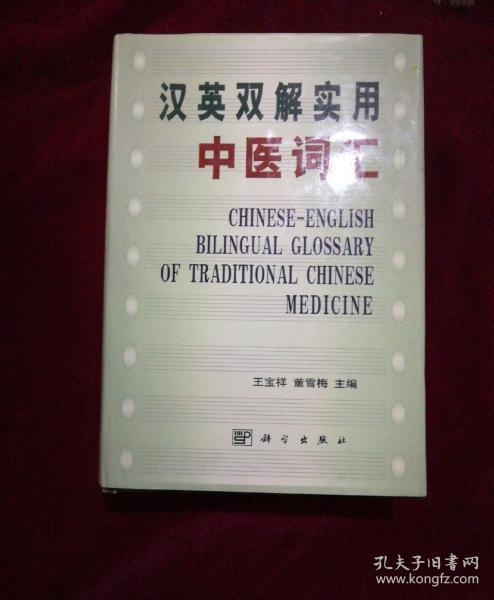 汉英双解实用
中医词汇
CHINESE-ENGLISH
BILINGUAL GLOSSARY
OF TRADITIONAL CHINESE
MEDICINE
王宝祥 董雪梅 主编
科学出版社
孔夫子旧书网
www.kongfz.com